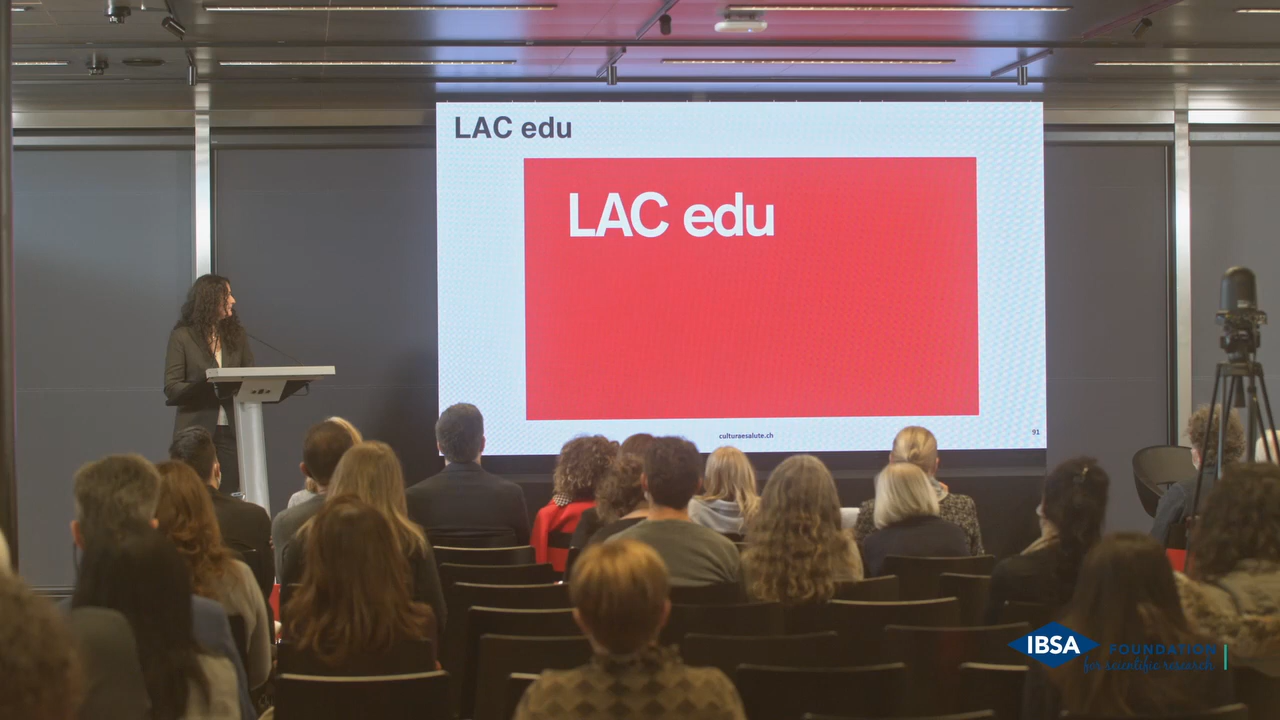 LAC edu
LAC edu
culturaesalute.ch
91
IBSA
FOUNDATION
for scientific research